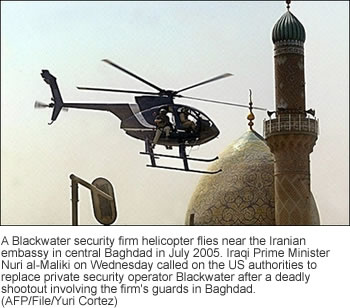 A Blackwater security firm helicopter flies near the Iranian
embassy in central Baghdad in July 2005. Iraqi Prime Minister
Nuri al-Maliki on Wednesday called on the US authorities to
replace private security operator Blackwater after a deadly
shootout involving the firm's guards in Baghdad.
(AFP/File/Yuri Cortez)